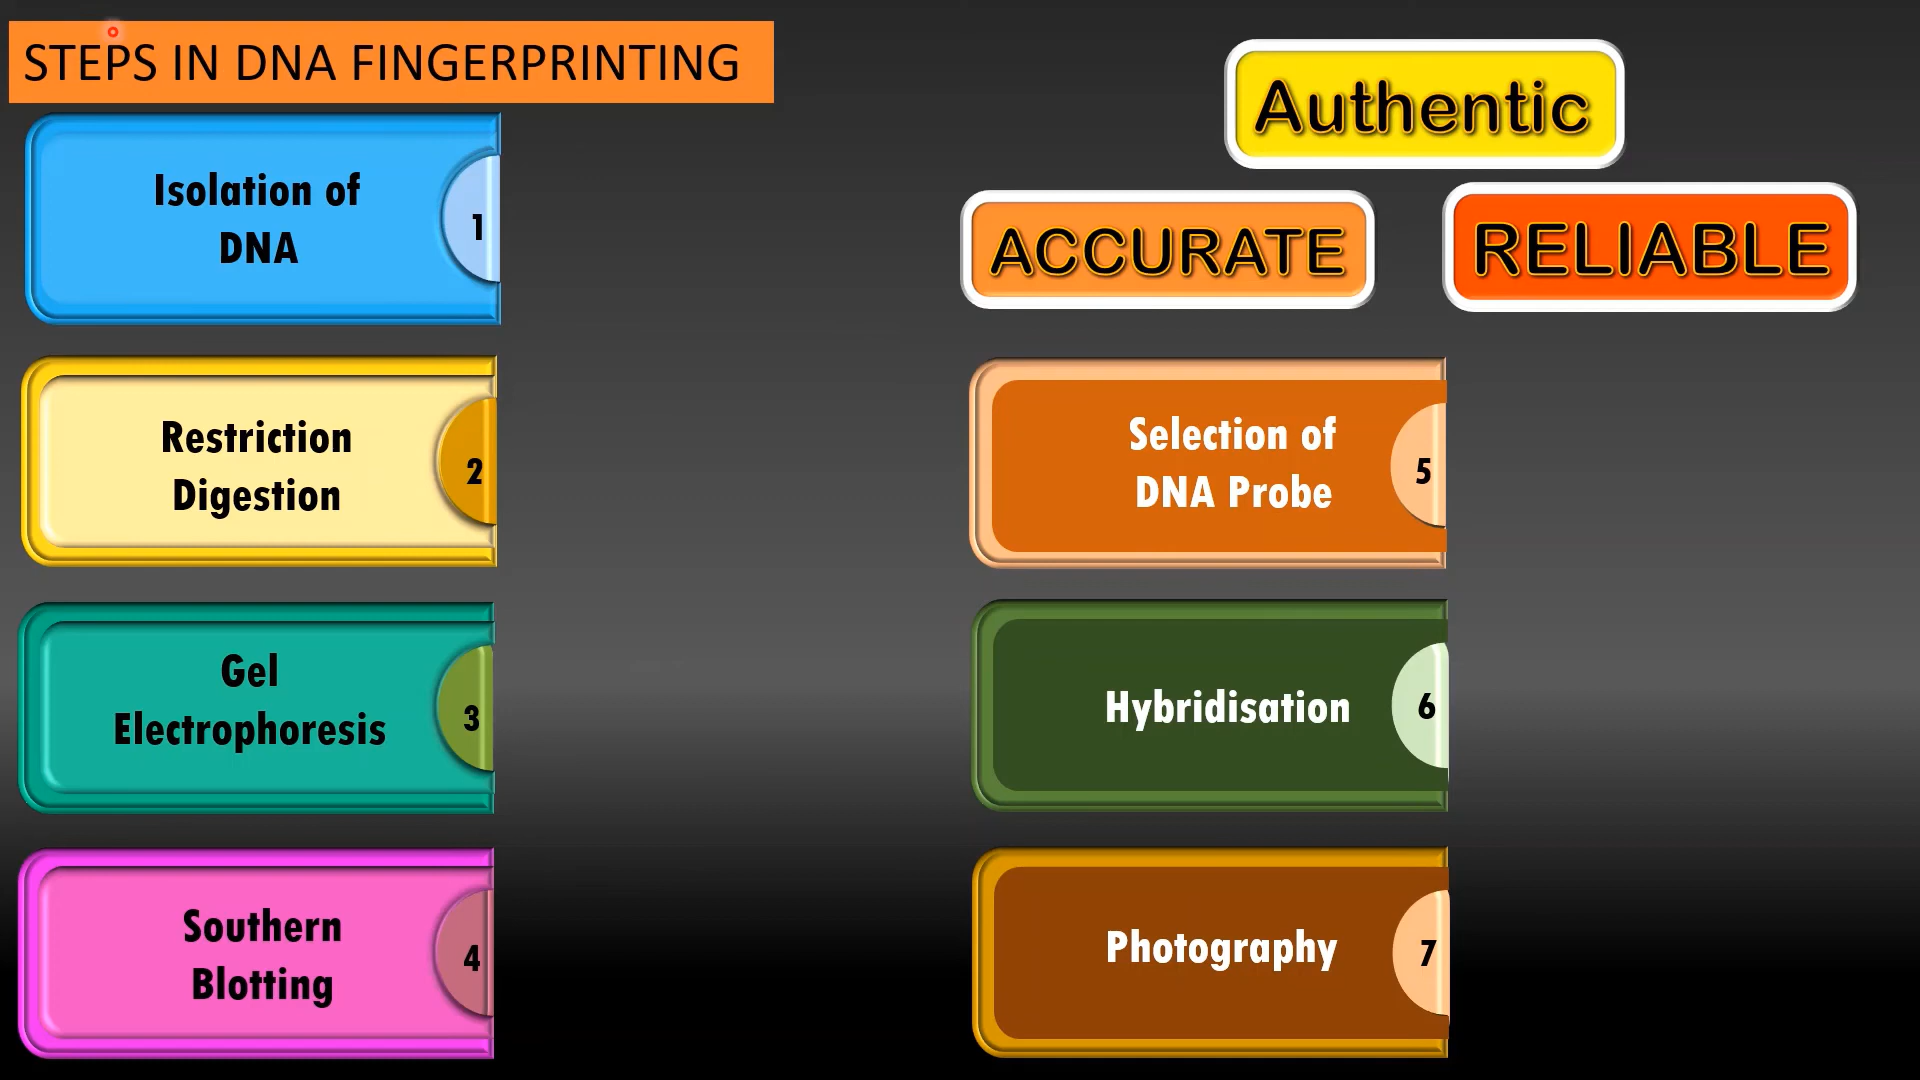 STEPS IN DNA FINGERPRINTING
Authentic
ACCURATE
RELIABLE
Isolation of
DNA
1
Restriction
Digestion
2
Gel
Electrophoresis
3
Southern
Blotting
4
Selection of
DNA Probe
5
Hybridisation
6
Photography
7